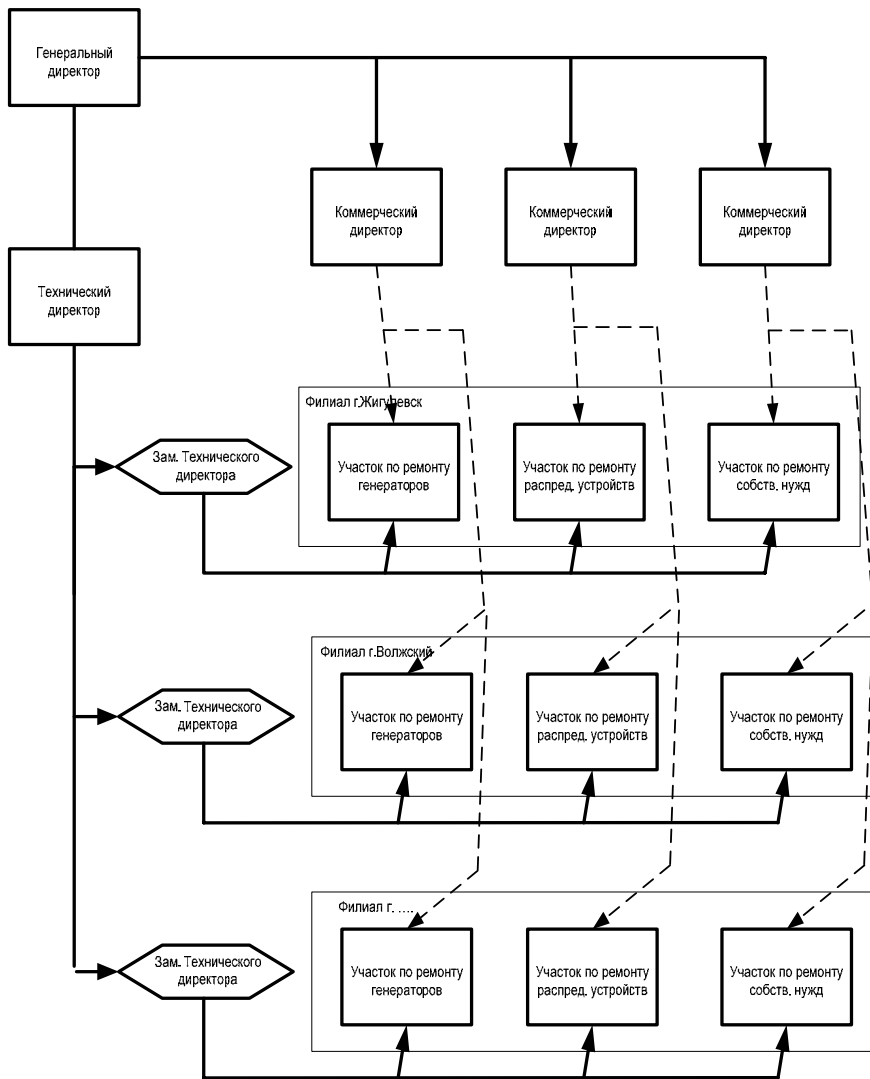 Генеральный
директор
Коммерческий
директор
Коммерческий
директор
Коммерческий
директор
Технический
директор
Филиал г.Жигулевск
Зам. Технического
директора
Участок по ремонту
генераторов
Участок по ремонту
распред. устройств
Участок по ремонту
собств. нужд
Филиал г.Волжский
Зам. Технического
директора
Участок по ремонту
генераторов
Участок по ремонту
распред. устройств
Участок по ремонту
собств. нужд
Филиал г. ....
Зам. Технического
директора
Участок по ремонту
генераторов
Участок по ремонту
распред. устройств
Участок по ремонту
собств. нужд